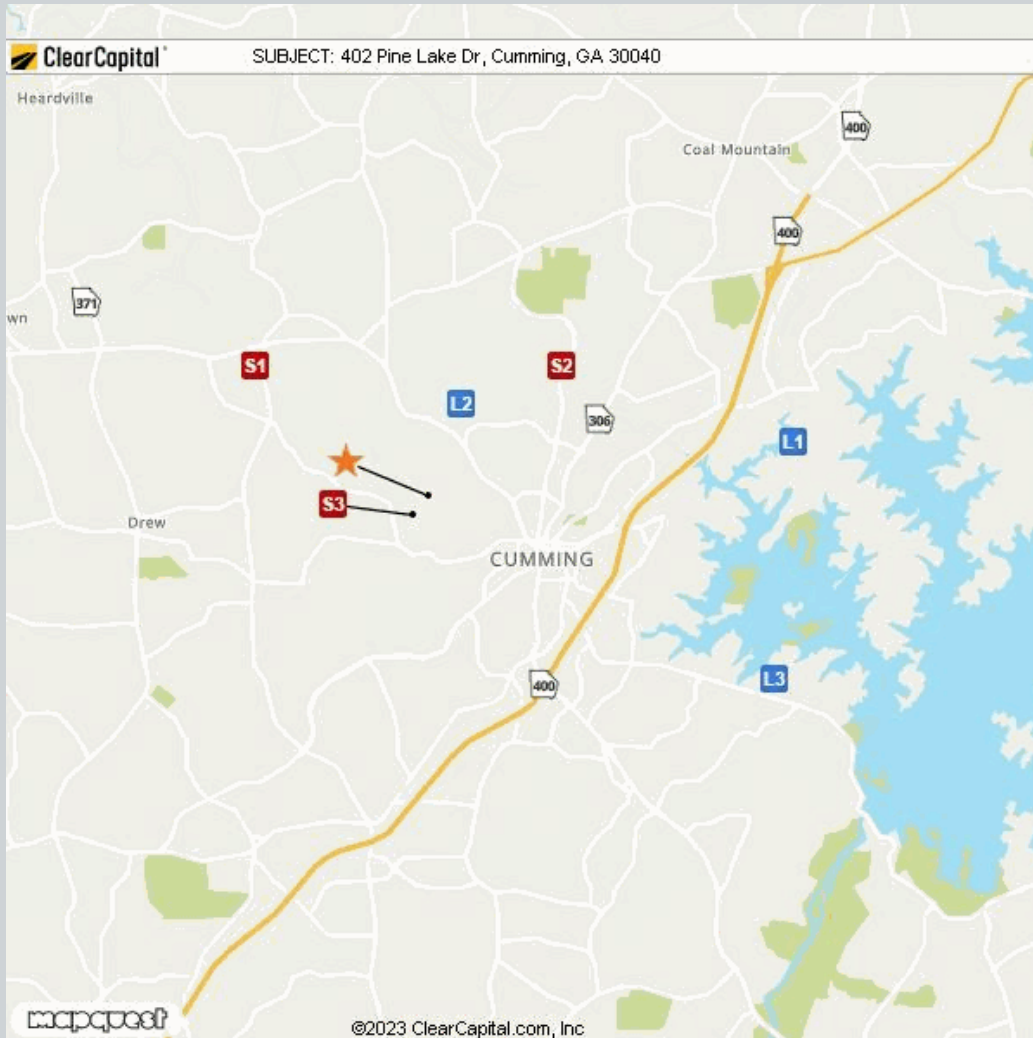 ClearCapital
SUBJECT: 402 Pine Lake Dr, Cumming, GA 30040
Heardville
400
Coal Mountain
400
371
wn
S1
S2
L2
306
L1
S3
Drew
CUMMING
L3
400
mapquest
©2023 ClearCapital.com, Inc